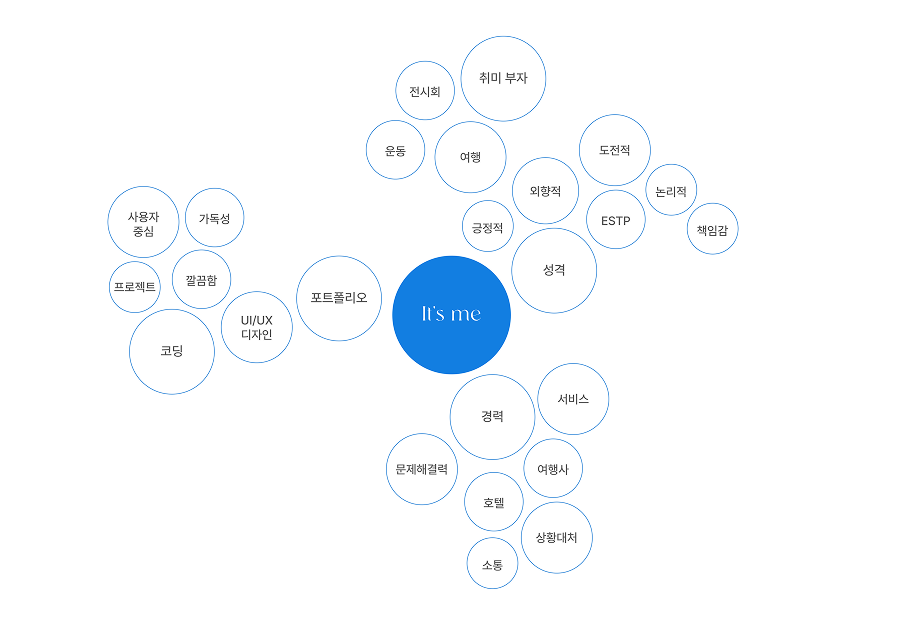 취미 부자
전시회
운동
여행
도전적
외향적
논리적
긍정적
ESTP
책임감
성격
사용자
중심
가독성
프로젝트
깔끔함
포트폴리오
UI/UX
디자인
코딩
It's me
경력
서비스
문제해결력
여행사
호텔
상황대처
소통